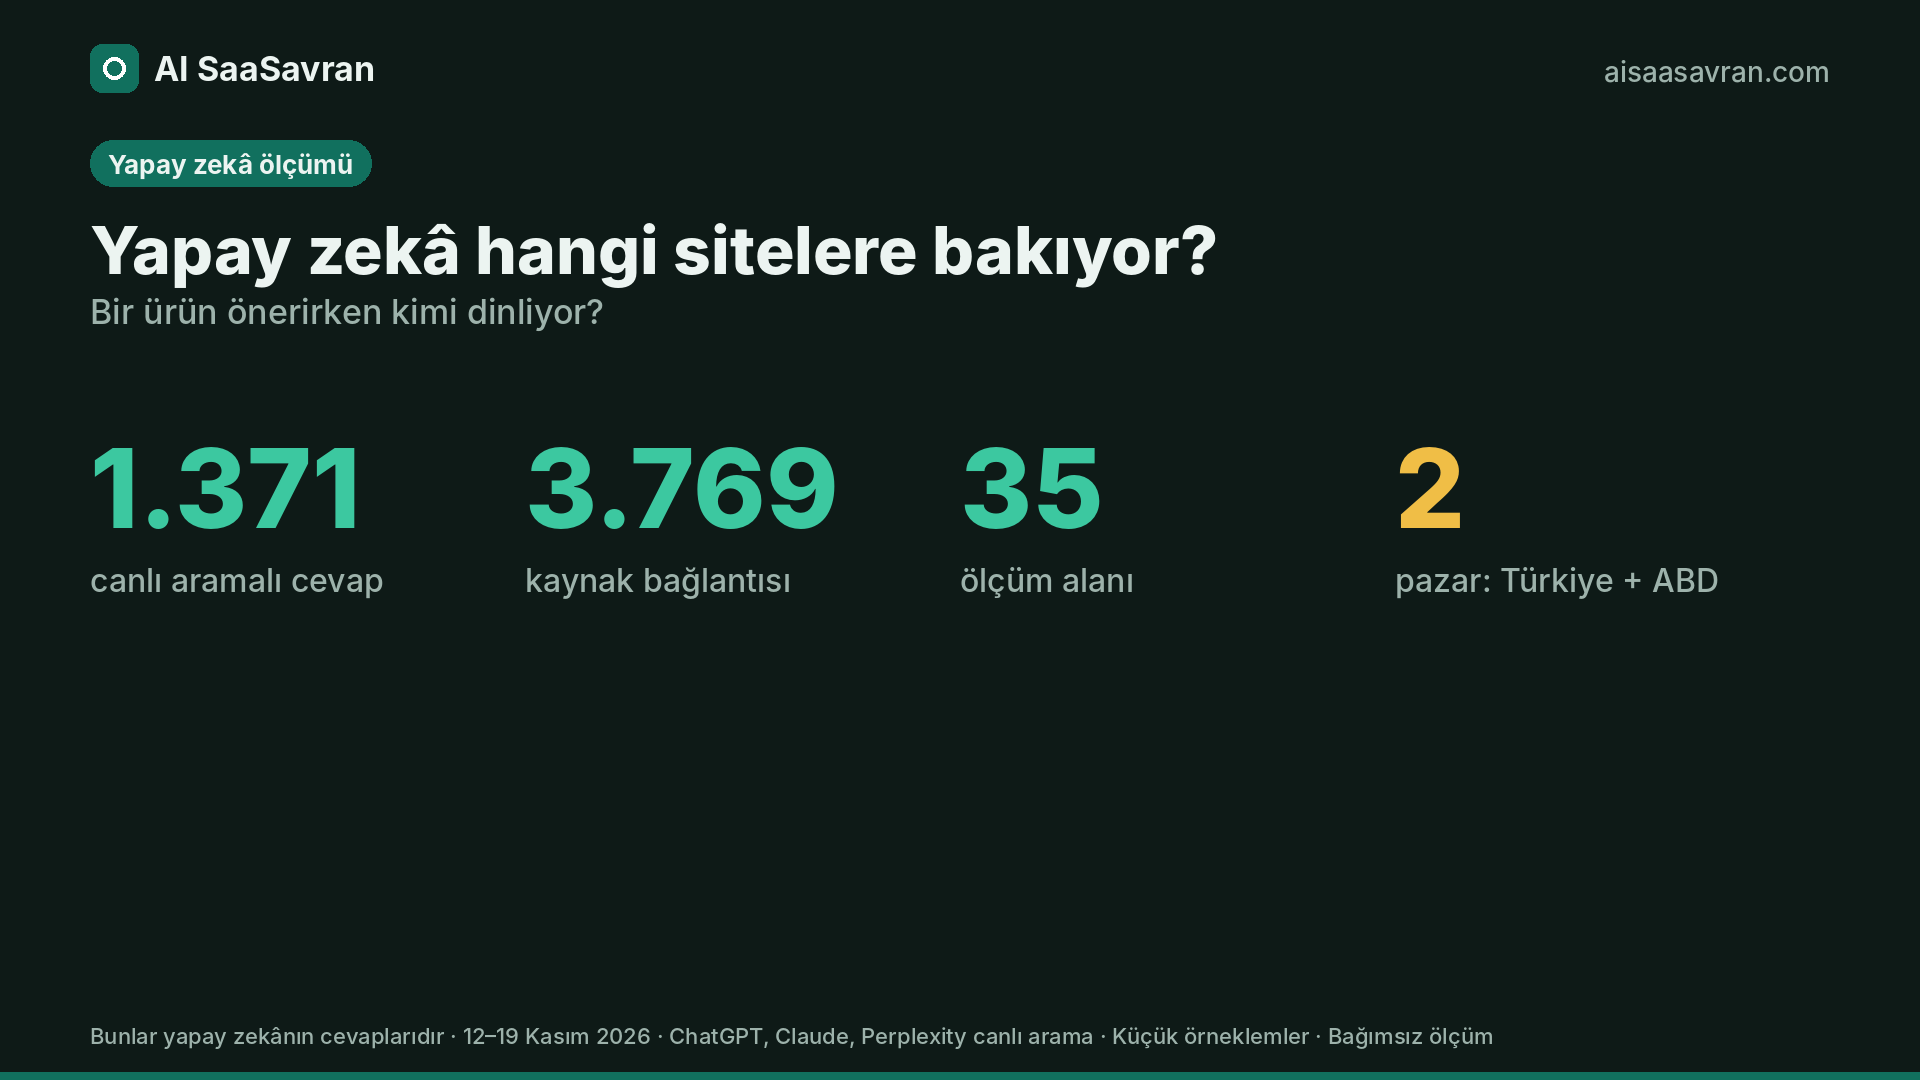 AI SaaSavran
aisaasavran.com
Yapay zekâ ölçümü
Yapay zekâ hangi sitelere bakıyor?
Bir ürün önerirken kimi dinliyor?
1.371
canlı aramalı cevap
3.769
kaynak bağlantısı
35
ölçüm alanı
2
pazar: Türkiye + ABD
Bunlar yapay zekânın cevaplarıdır · 12–19 Kasım 2026 · ChatGPT, Claude, Perplexity canlı arama · Küçük örneklemler · Bağımsız ölçüm